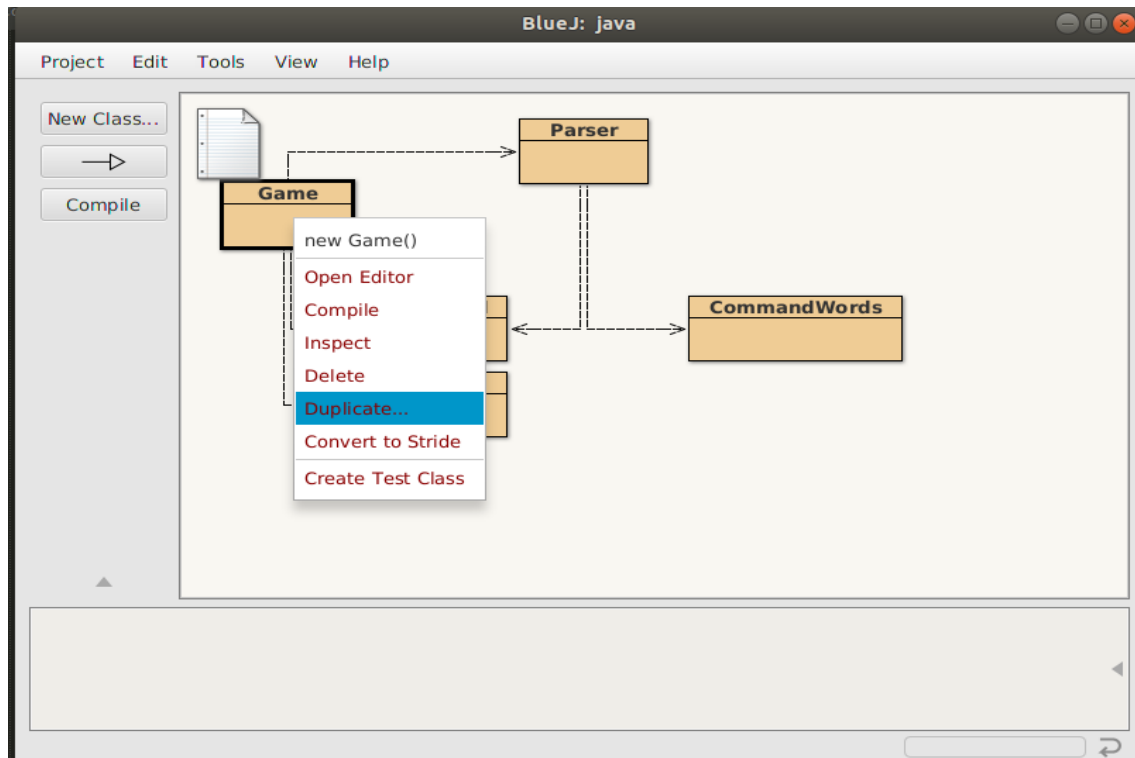 BlueJ: java
Project Edit Tools View Help
New Class...
Compile
Parser
Game
CommandWords
new Game()
Open Editor
Compile
Inspect
Delete
Duplicate...
Convert to Stride
Create Test Class